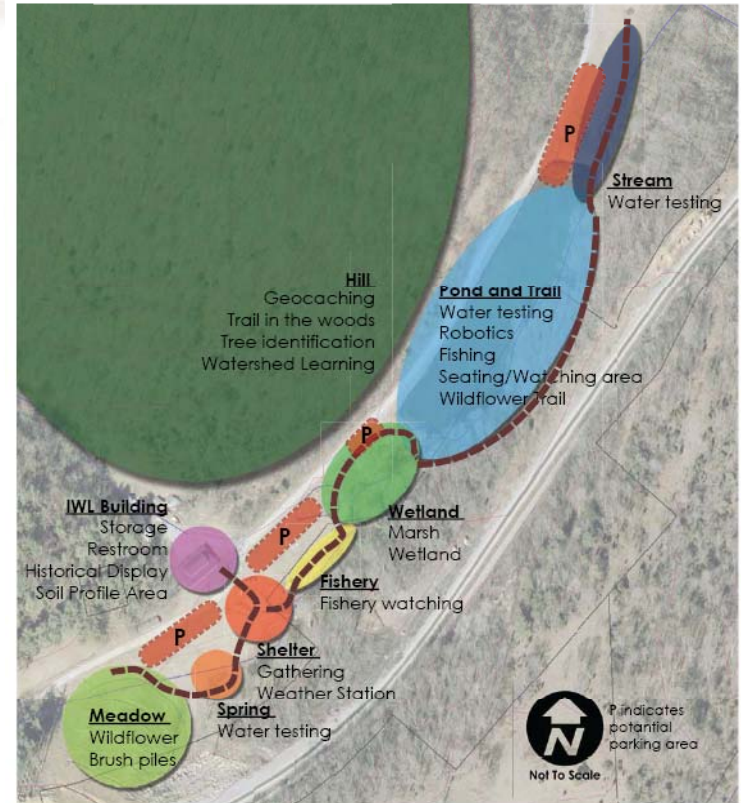 P
Stream
Water testing
Hill
Geocaching
Trail in the woods
Tree identification
Watershed Learning
Pond and Trail
Water testing
Robotics
Fishing
Seating/Watching area
Wildflower Trail
P
IWL Building
Storage
Restroom
Historical Display
Soil Profile Area
P
Wetland
Marsh
Wetland
Fishery
Fishery watching
P
Shelter
Gathering
Weather Station
Spring
Water testing
Meadow
Wildflower
Brush piles
N
Not To Scale
P indicates
potantial
parking area